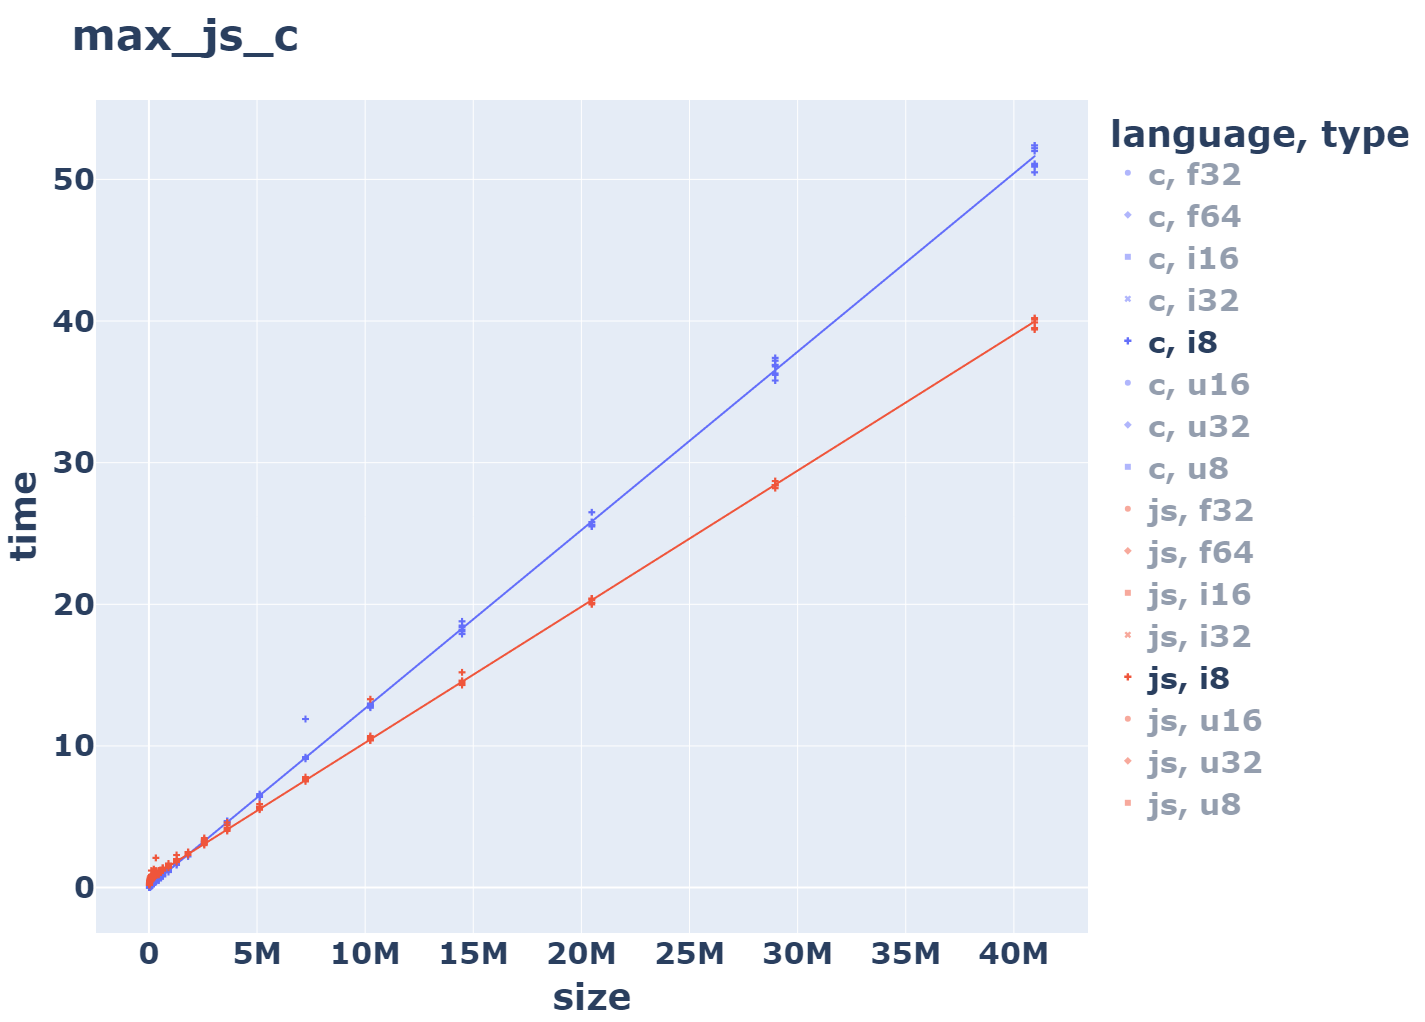 max_js_c
language, type
c, f32
c, f64
c, i16
c, i32
c, i8
c, u16
c, u32
c, u8
js, f32
js, f64
js, i16
js, i32
js, i8
js, u16
js, u32
js, u8
time
50
40
30
20
10
0
0 5M 10M 15M 20M 25M 30M 35M 40M
size